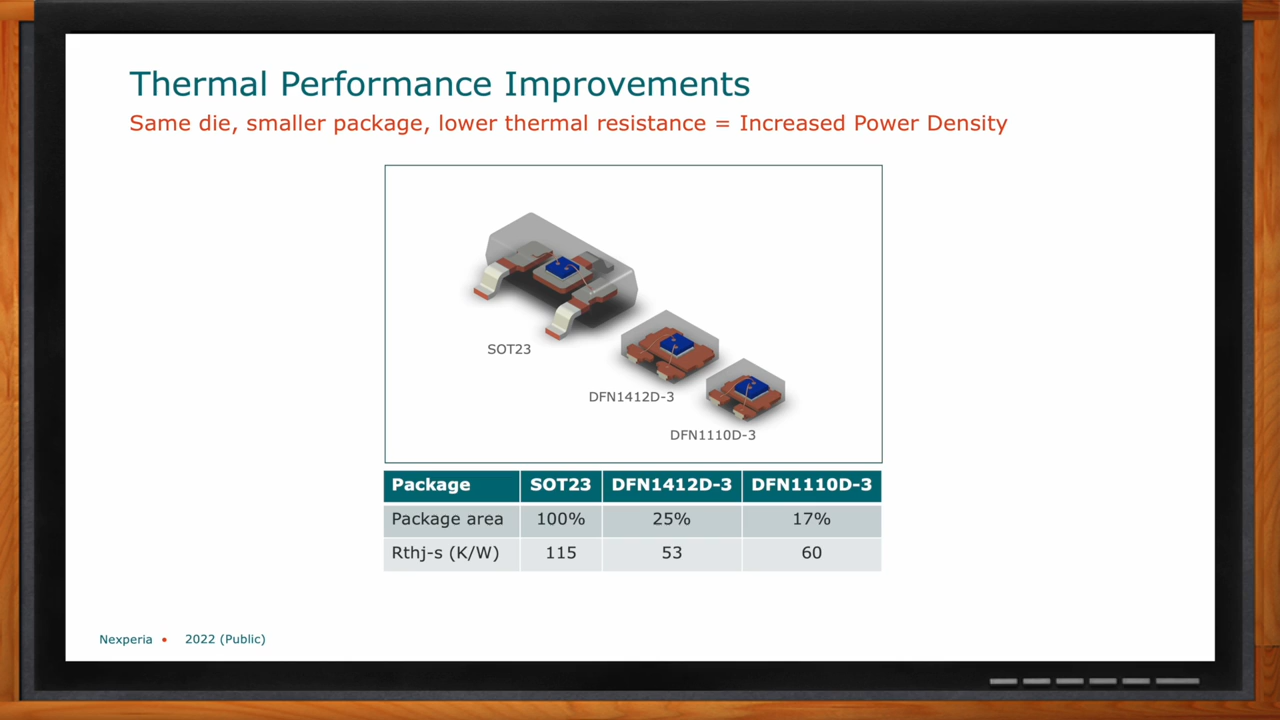 Thermal Performance Improvements
Same die, smaller package, lower thermal resistance = Increased Power Density
SOT23
DFN1412D-3
DFN1110D-3
Package SOT23 DFN1412D-3 DFN1110D-3
Package area 100% 25% 17%
Rthj-s (K/W) 115 53 60
Nexperia • 2022 (Public)